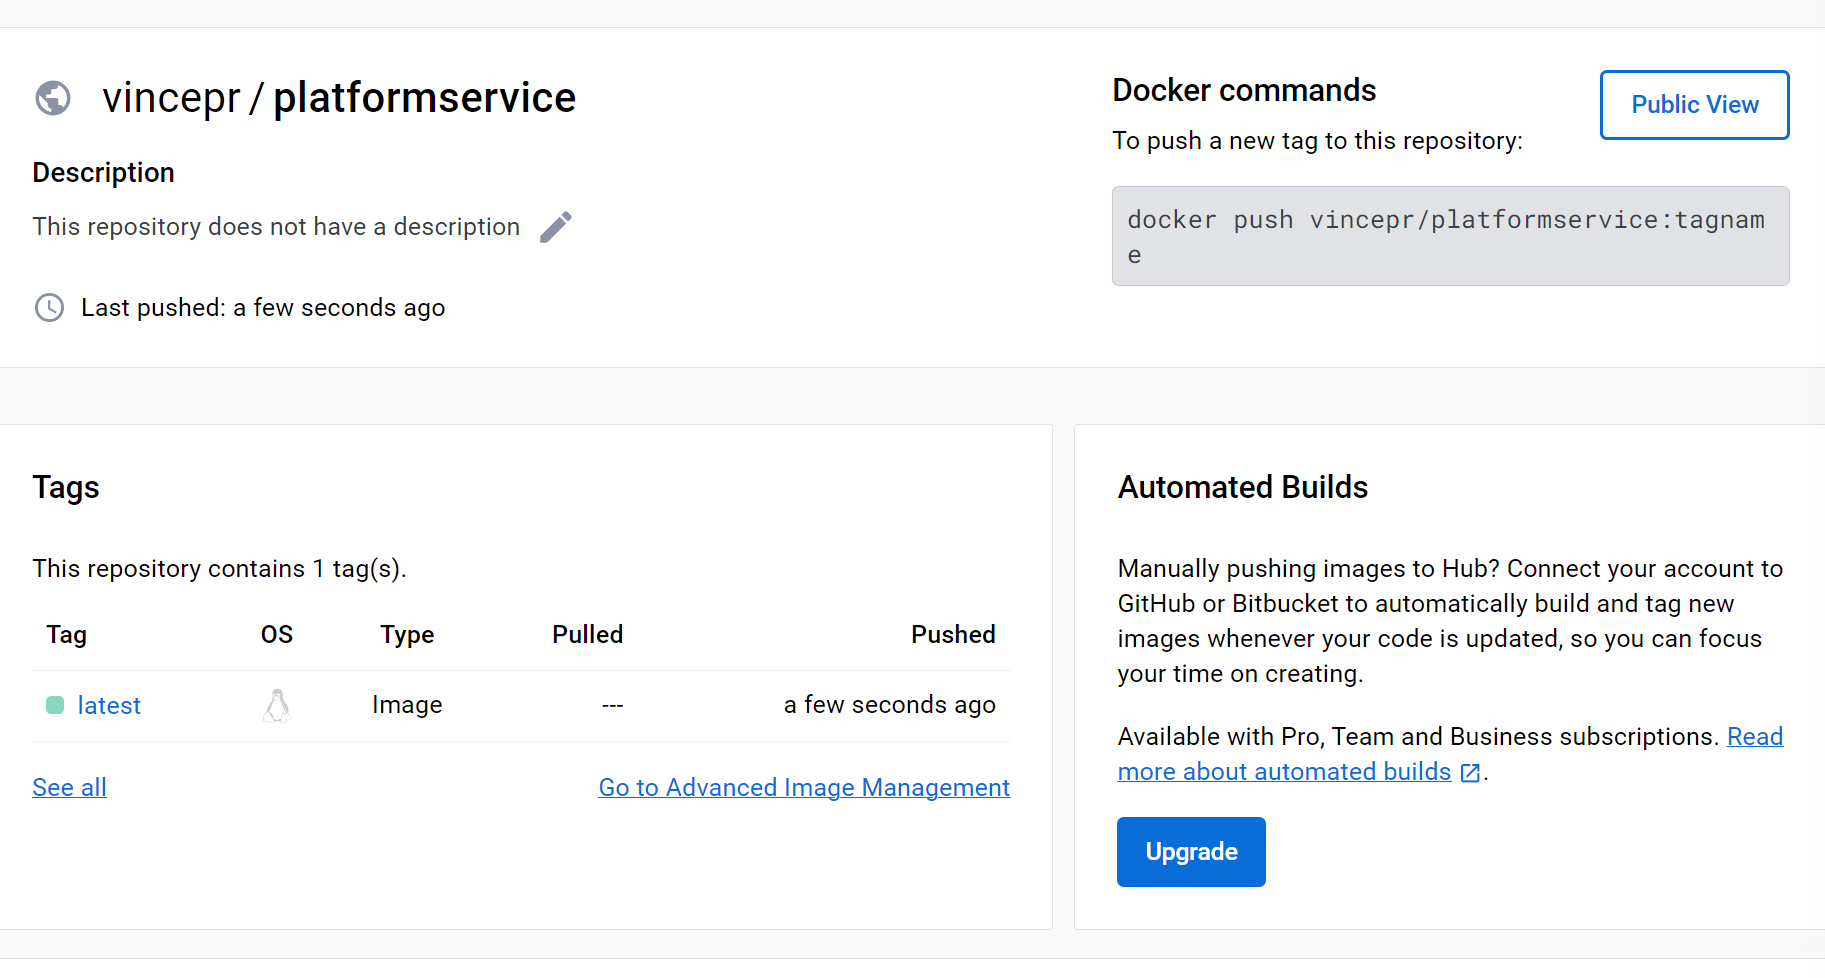 vincepr / platformservice
Description
This repository does not have a description
Last pushed: a few seconds ago
Docker commands
Public View
To push a new tag to this repository:
docker push vincepr/platformservice:tagnam
e
Tags
This repository contains 1 tag(s).
Tag OS Type Pulled Pushed
latest Image --- a few seconds ago
See all Go to Advanced Image Management
Automated Builds
Manually pushing images to Hub? Connect your account to
GitHub or Bitbucket to automatically build and tag new
images whenever your code is updated, so you can focus
your time on creating.
Available with Pro, Team and Business subscriptions. Read
more about automated builds .
Upgrade